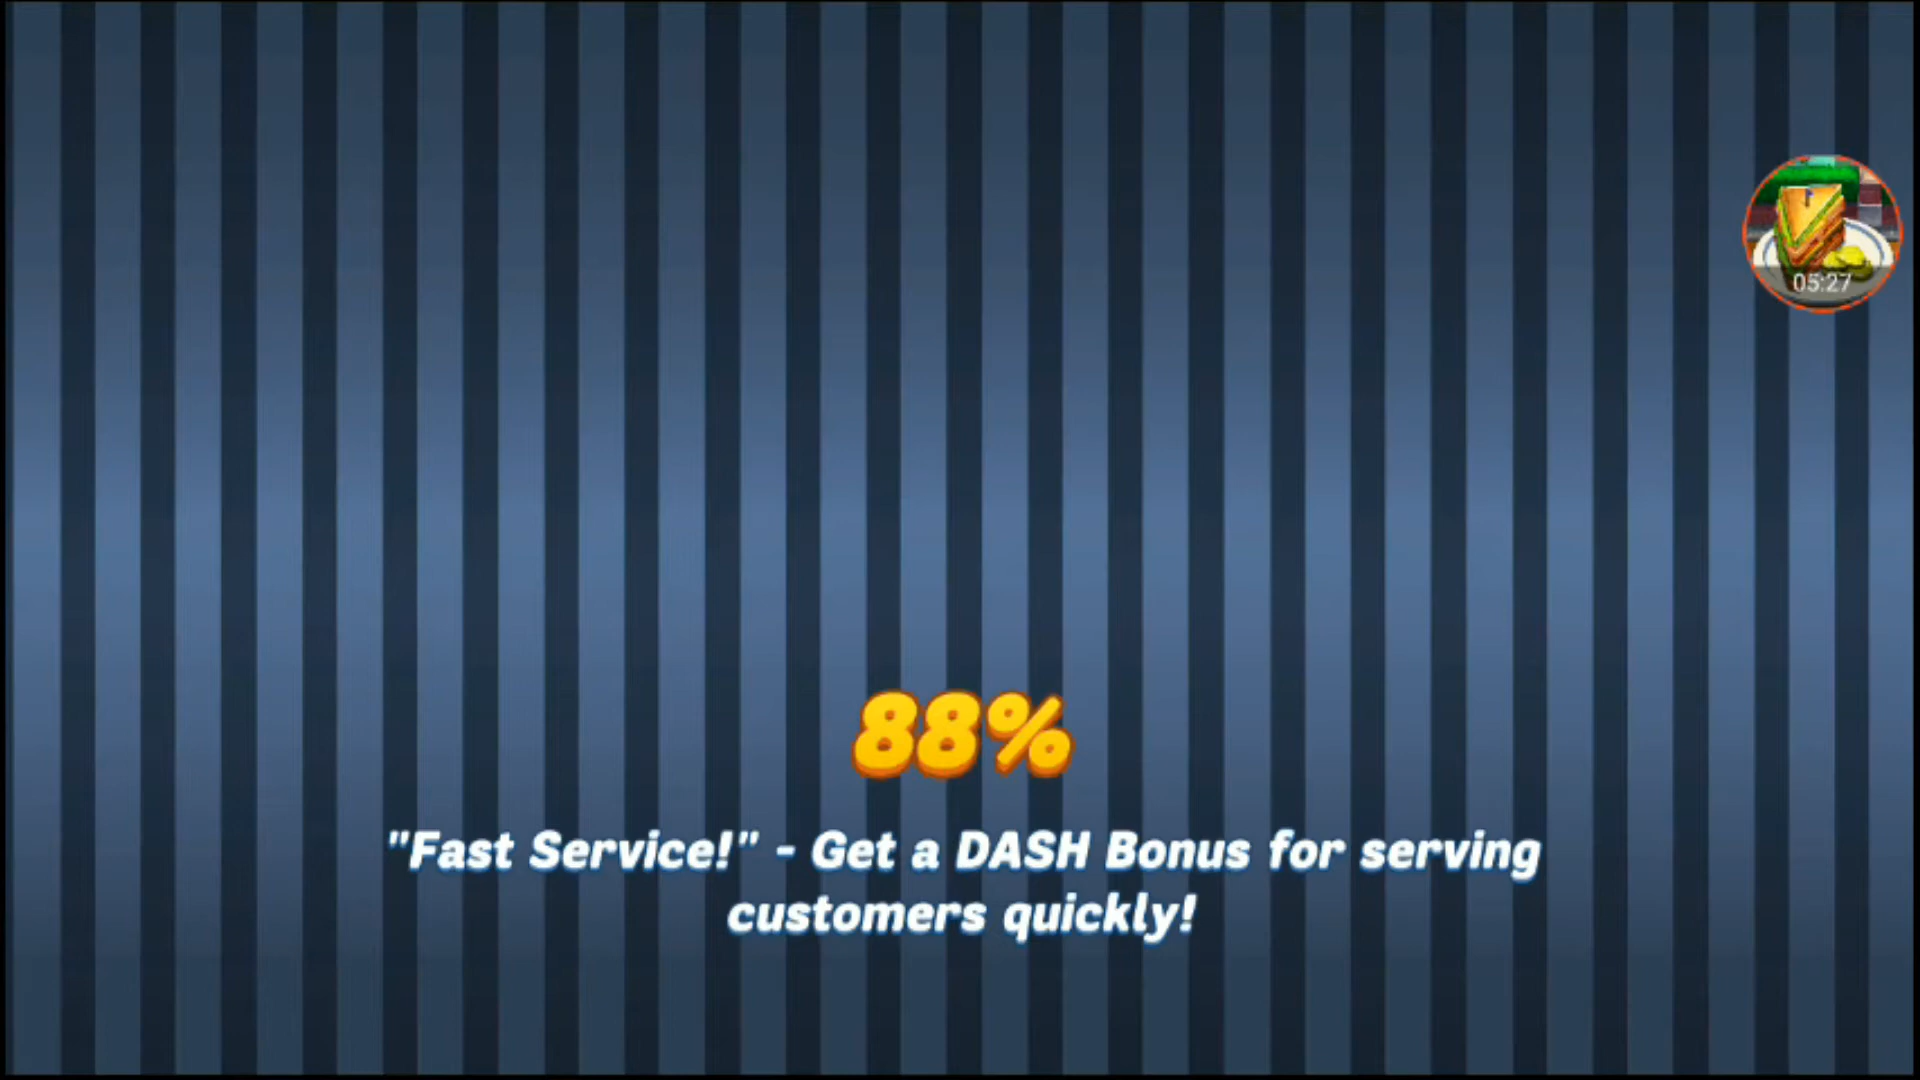 05:27
88%
"Fast Service!" - Get a DASH Bonus for serving
customers quickly!